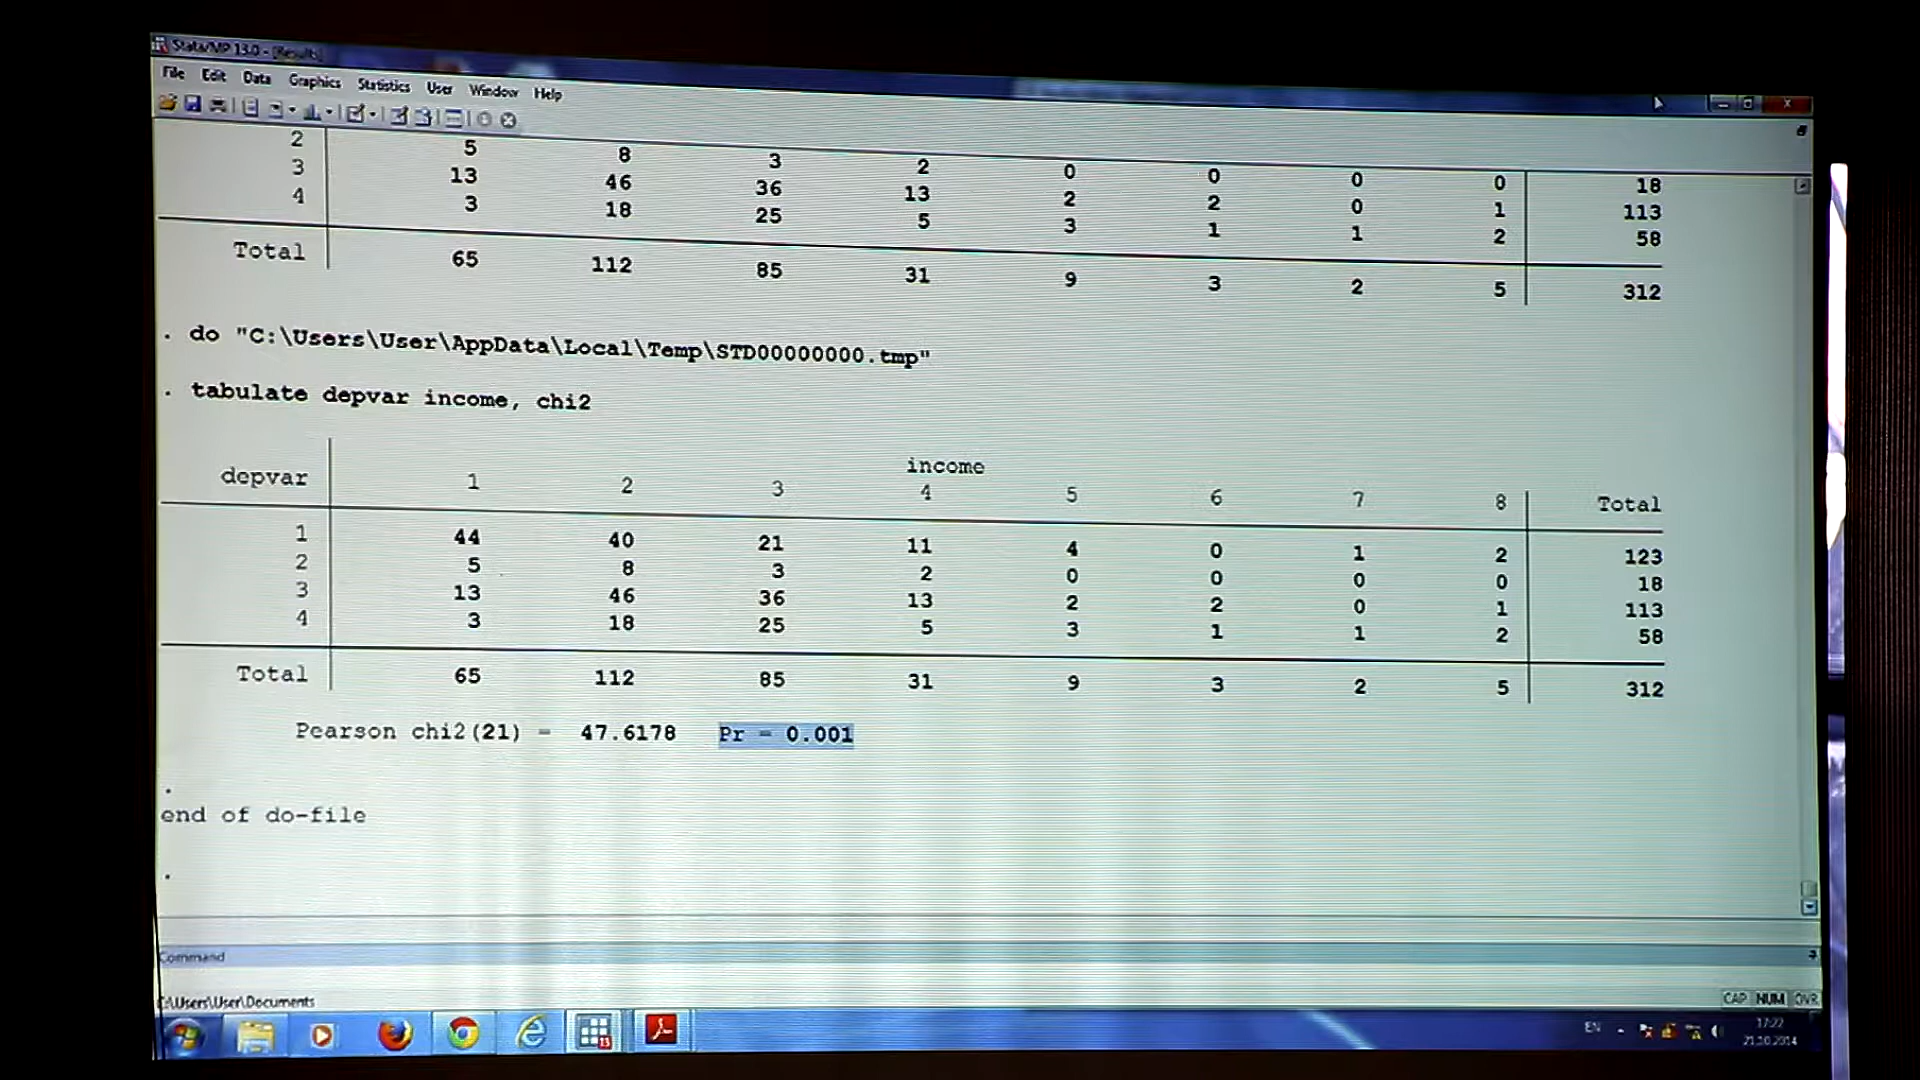 Stata/MP 13.0 - [Results]
File Edit Data Graphics Statistics User Window Help
2 5 8 3 2 0 0 0 0 18
3 13 46 36 13 2 2 0 1 113
4 3 18 25 5 3 1 1 2 58
Total 65 112 85 31 9 3 2 5 312
. do "C:\Users\User\AppData\Local\Temp\STD00000000.tmp"
. tabulate depvar income, chi2
income
depvar 1 2 3 4 5 6 7 8 Total
1 44 40 21 11 4 0 1 2 123
2 5 8 3 2 0 0 0 0 18
3 13 46 36 13 2 2 0 1 113
4 3 18 25 5 3 1 1 2 58
Total 65 112 85 31 9 3 2 5 312
Pearson chi2(21) = 47.6178 Pr = 0.001
.
end of do-file
.
Command
C:\Users\User\Documents
CAP NUM OVR
EN 17:22
21.10.2014